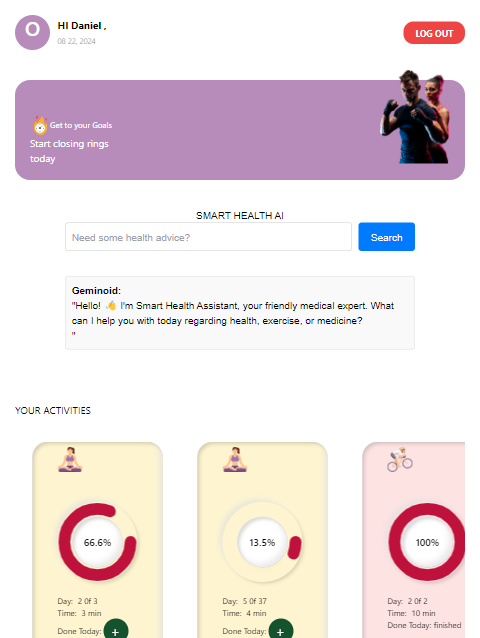 O
HI Daniel ,
08 22, 2024
LOG OUT
Get to your Goals
Start closing rings
today
SMART HEALTH AI
Need some health advice?
Search
Geminoid:
"Hello! 👋 I'm Smart Health Assistant, your friendly medical expert. What
can I help you with today regarding health, exercise, or medicine?
"
YOUR ACTIVITIES
66.6%
Day: 2 Of 3
Time: 3 min
Done Today: +
13.5%
Day: 5 Of 37
Time: 4 min
Done Today: +
100%
Day: 2 of 2
Time: 10 min
Done Today: finished